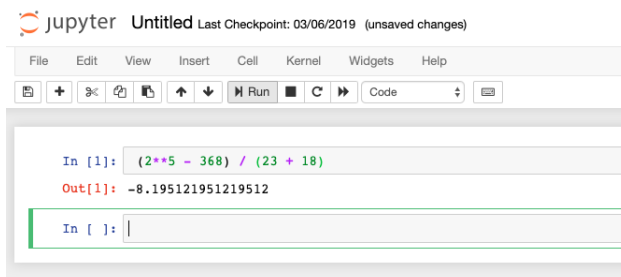 jupyter Untitled Last Checkpoint: 03/06/2019 (unsaved changes)
File Edit View Insert Cell Kernel Widgets Help
Run Code
In [1]: (2**5 - 368) / (23 + 18)
Out[1]: -8.195121951219512
In [ ]: